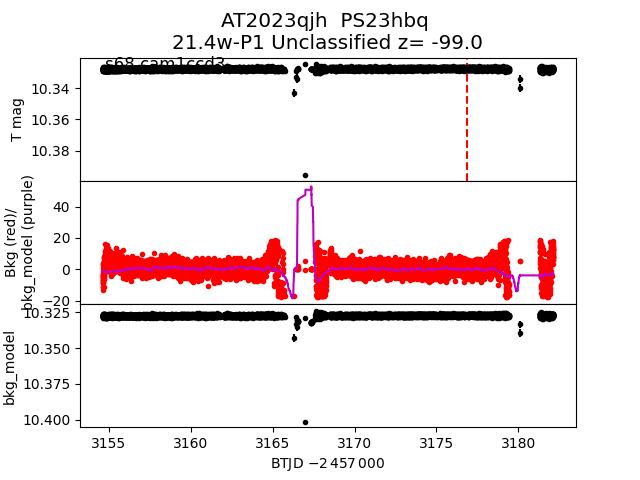 AT2023qjh  PS23hbq
21.4w-P1 Unclassified z= -99.0
s68 cam1ccd3
T mag
10.34
10.36
10.38
Bkg (red)/
bkg_model (purple)
40
20
0
−20
bkg_model
10.325
10.350
10.375
10.400
3155 3160 3165 3170 3175 3180
BTJD −2 457 000